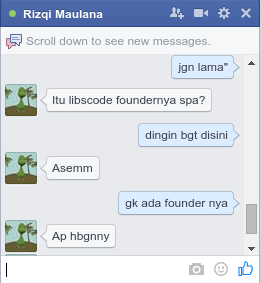 Rizqi Maulana
Scroll down to see new messages.
jgn lama"
Itu libscode foundernya spa?
dingin bgt disini
Asemm
gk ada founder nya
Ap hbgnny